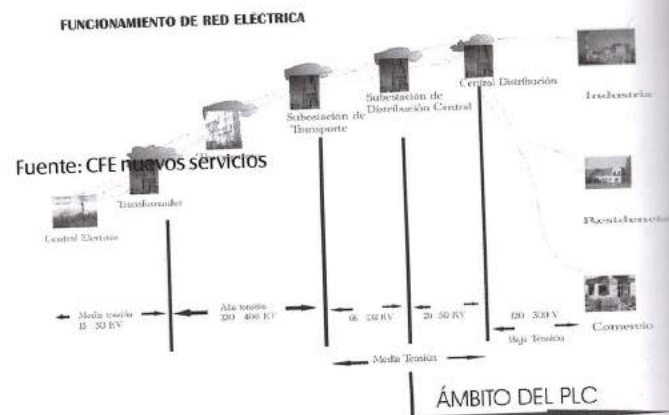 FUNCIONAMIENTO DE RED ELÉCTRICA
Central Distribución
Industria
Subestación de
Distribución Central
Subestación de
Transporte
Fuente: CFE nuevos servicios
Transformador
Residencia
Central Eléctrica
Media tensión
15 - 50 KV
Alta tensión
220 - 400 KV
66 - 132 KV
20 - 50 KV
120 - 300 V
Baja Tensión
Comercio
Media Tensión
ÁMBITO DEL PLC